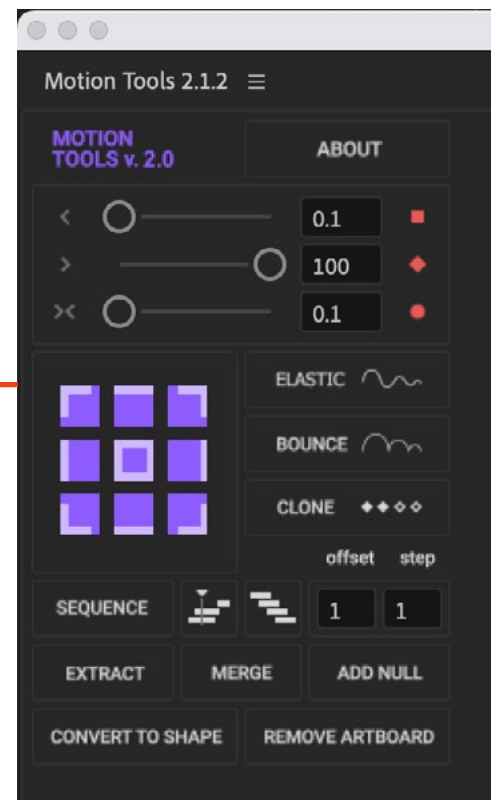 Motion Tools 2.1.2
MOTION
TOOLS v. 2.0
ABOUT
0.1
100
0.1
ELASTIC
BOUNCE
CLONE
offset step
SEQUENCE 1 1
EXTRACT MERGE ADD NULL
CONVERT TO SHAPE REMOVE ARTBOARD